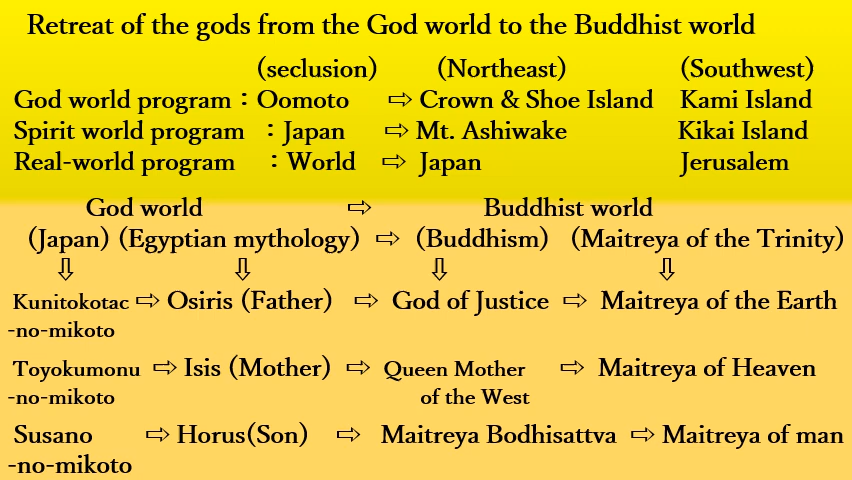 Retreat of the gods from the God world to the Buddhist world
(seclusion) (Northeast) (Southwest)
God world program : Oomoto ⇨ Crown & Shoe Island Kami Island
Spirit world program : Japan ⇨ Mt. Ashiwake Kikai Island
Real-world program : World ⇨ Japan Jerusalem
God world ⇨ Buddhist world
(Japan) (Egyptian mythology) ⇨ (Buddhism) (Maitreya of the Trinity)
⇩ ⇩ ⇩ ⇩
Kunitokotac ⇨ Osiris (Father) ⇨ God of Justice ⇨ Maitreya of the Earth
-no-mikoto
Toyokumonu ⇨ Isis (Mother) ⇨ Queen Mother ⇨ Maitreya of Heaven
-no-mikoto of the West
Susano ⇨ Horus(Son) ⇨ Maitreya Bodhisattva ⇨ Maitreya of man
-no-mikoto